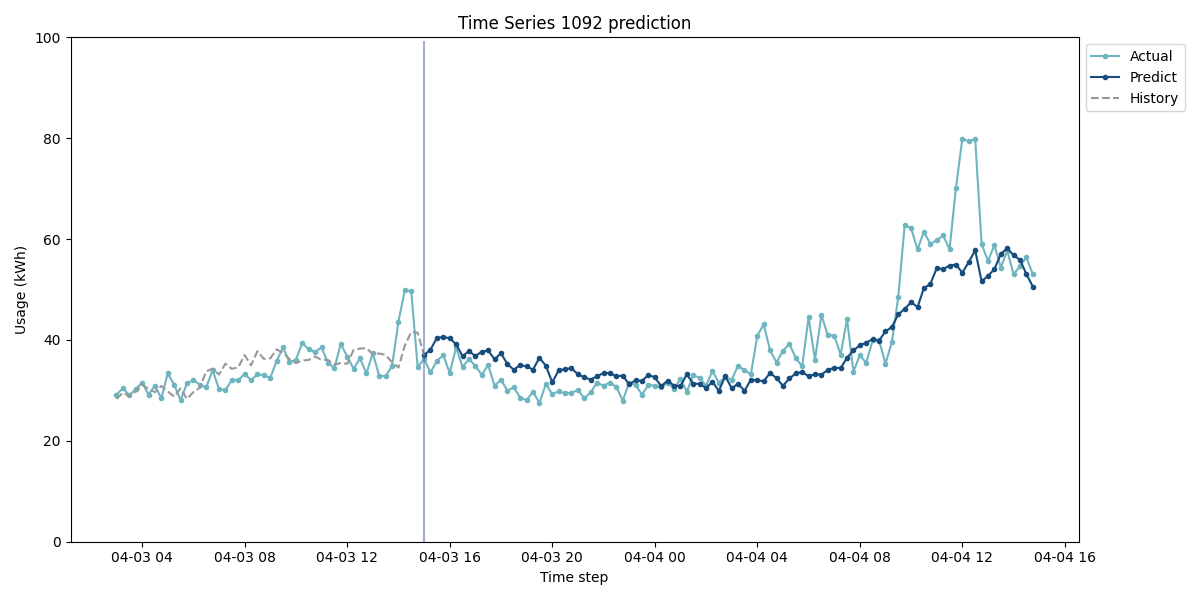 Time Series 1092 prediction
Usage (kWh)
100
80
60
40
20
0
04-03 04
04-03 08
04-03 12
04-03 16
04-03 20
04-04 00
04-04 04
04-04 08
04-04 12
04-04 16
Time step
Actual
Predict
History